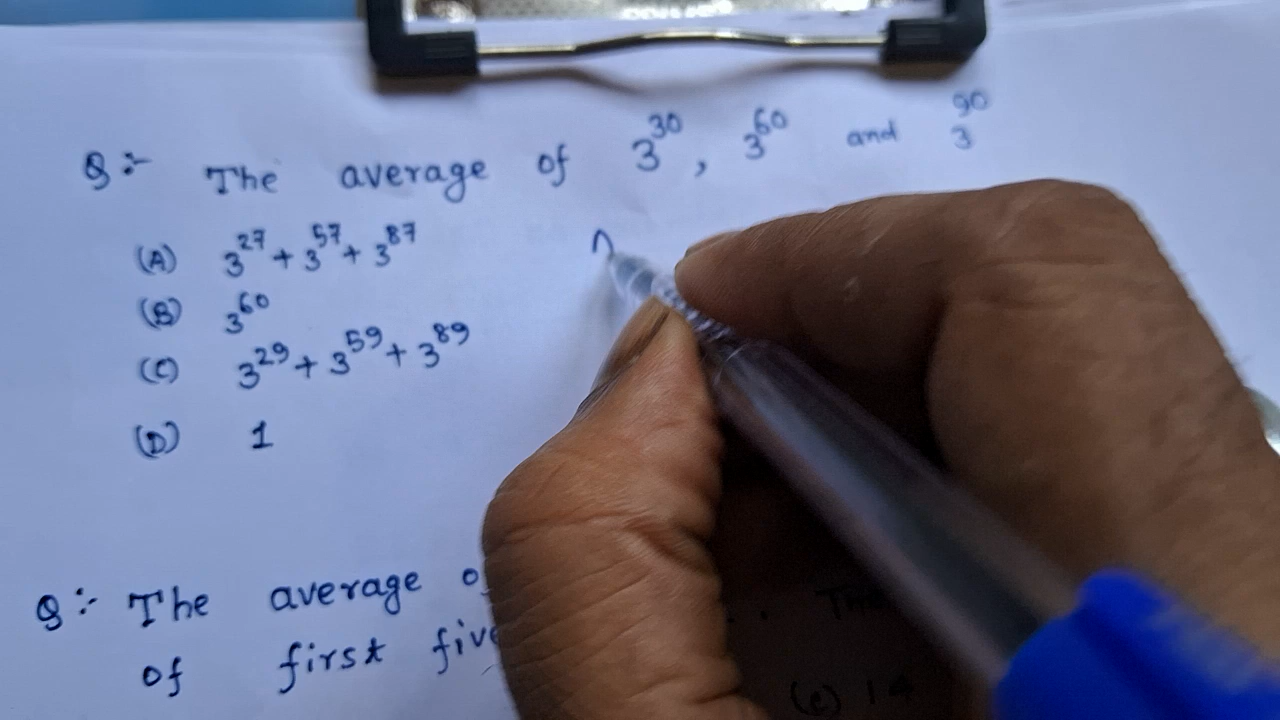 Q:- The average of 3^30, 3^60 and 3^90
(A) 3^27 + 3^57 + 3^87
(B) 3^60
(C) 3^29 + 3^59 + 3^89
(D) 1
Q:- The average
of first five
(c) 14